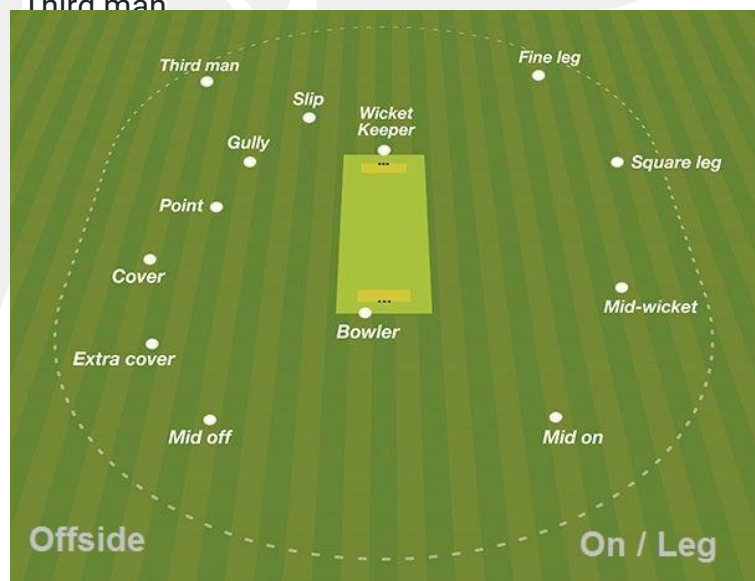 Third man
Third man
Fine leg
Slip
Wicket
Keeper
Gully
Square leg
Point
Cover
Mid-wicket
Bowler
Extra cover
Mid off
Mid on
Offside
On / Leg